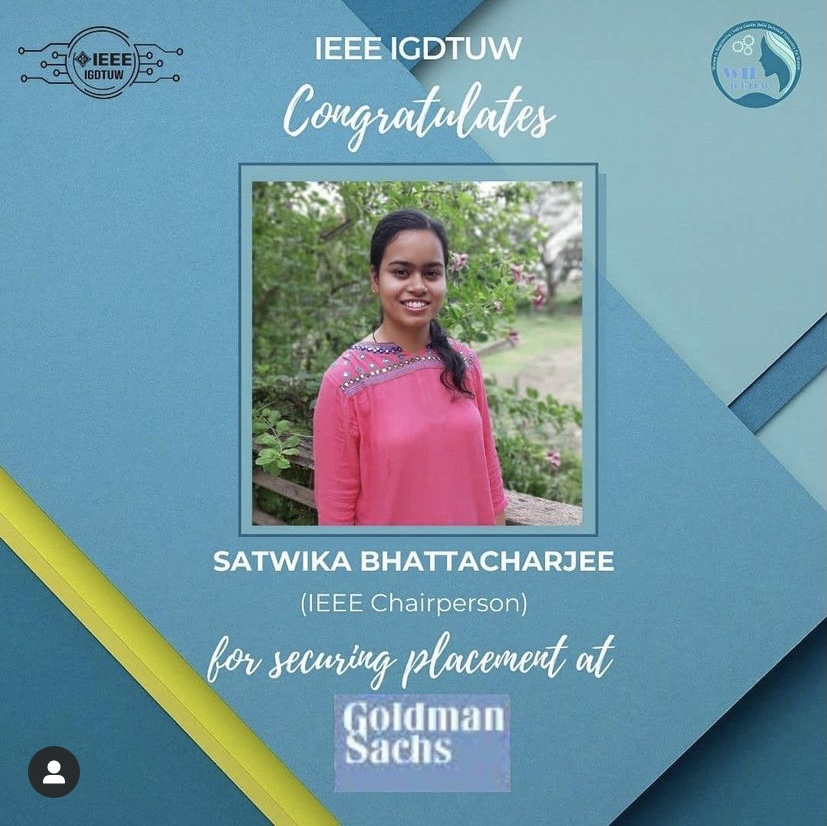 IEEE
IGDTUW
IEEE IGDTUW
Congratulates
SATWIKA BHATTACHARJEE
(IEEE Chairperson)
for securing placement at
Goldman
Sachs